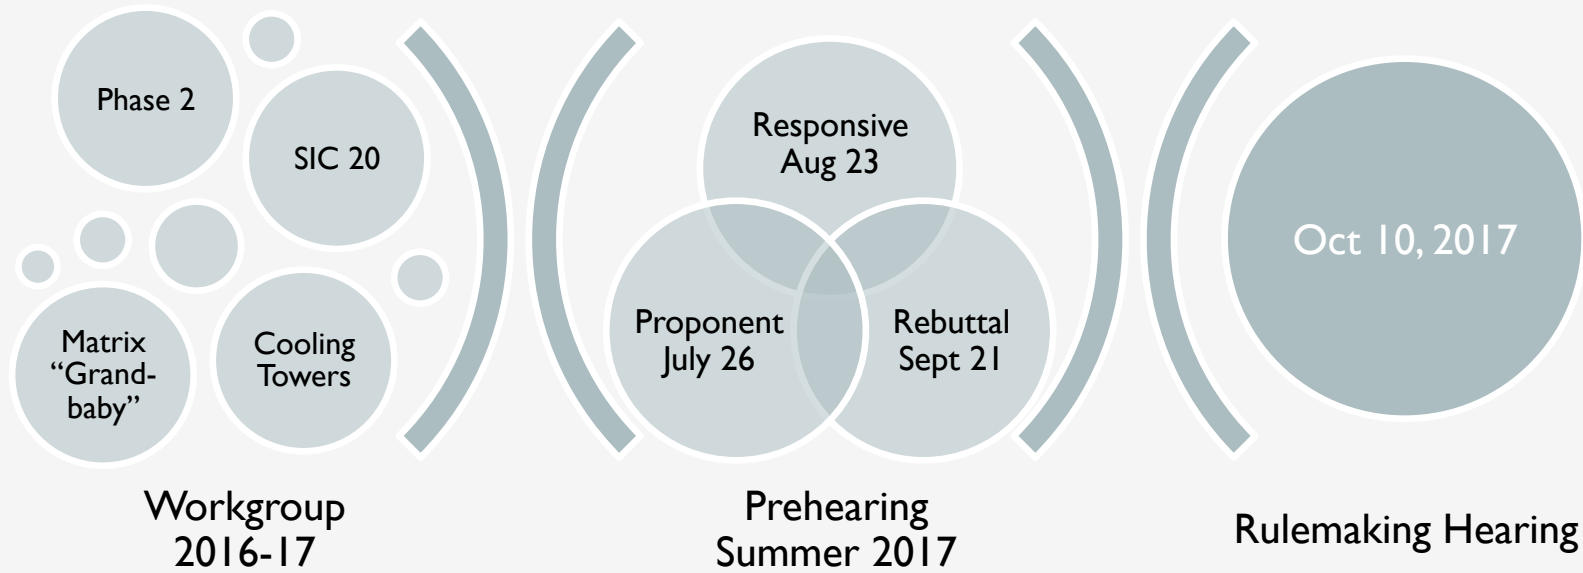 Phase 2
SIC 20
Matrix
“Grand-
baby”
Cooling
Towers
Workgroup
2016-17
Responsive
Aug 23
Proponent
July 26
Rebuttal
Sept 21
Prehearing
Summer 2017
Oct 10, 2017
Rulemaking Hearing